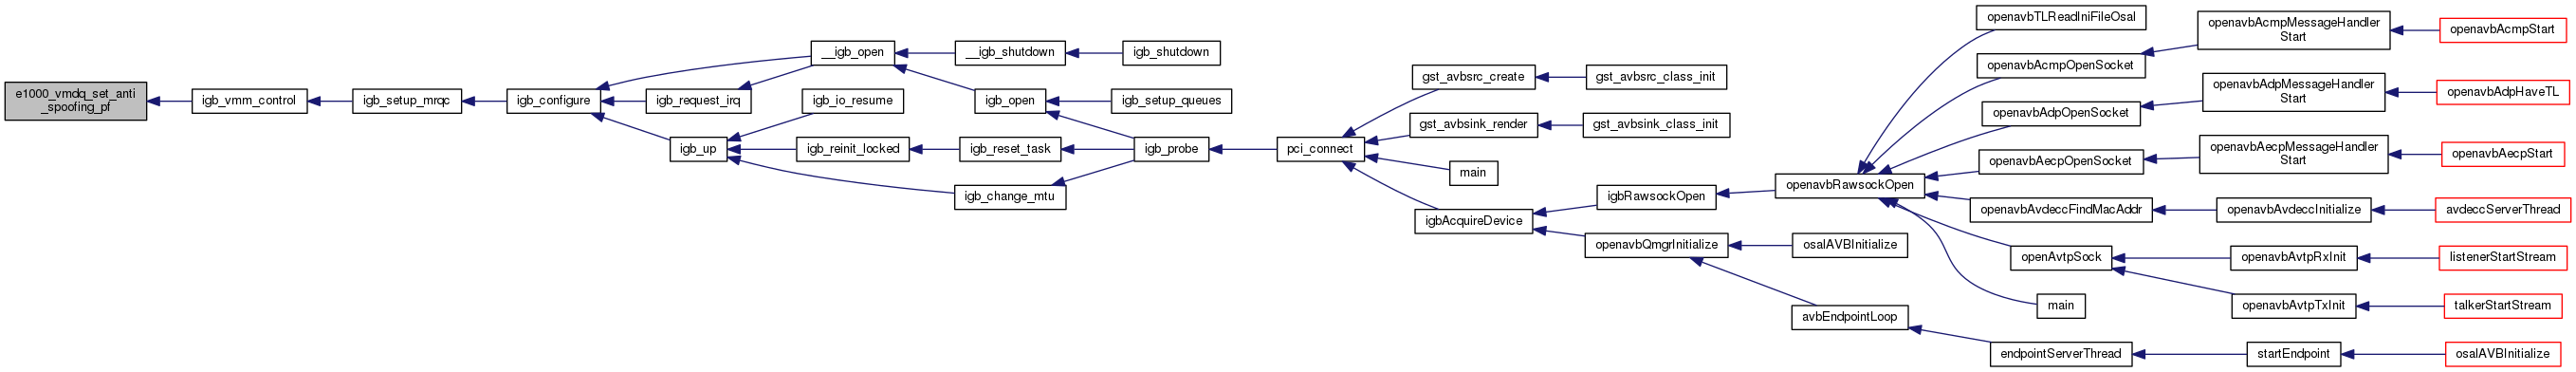 e1000_vmdq_set_anti
_spoofing_pf
igb_vmm_control
igb_setup_mrqc
igb_configure
__igb_open
igb_request_irq
igb_up
__igb_shutdown
igb_shutdown
igb_io_resume
igb_open
igb_setup_queues
igb_reinit_locked
igb_reset_task
igb_change_mtu
igb_probe
pci_connect
gst_avbsrc_create
gst_avbsrc_class_init
gst_avbsink_render
gst_avbsink_class_init
main
igbAcquireDevice
igbRawsockOpen
openavbQmgrInitialize
osalAVBInitialize
avbEndpointLoop
openavbRawsockOpen
openavbTLReadIniFileOsal
openavbAcmpOpenSocket
openavbAcmpMessageHandler
Start
openavbAcmpStart
openavbAdpOpenSocket
openavbAdpMessageHandler
Start
openavbAdpHaveTL
openavbAecpOpenSocket
openavbAecpMessageHandler
Start
openavbAecpStart
openavbAvdeccFindMacAddr
openavbAvdeccInitialize
avdeccServerThread
openAvtpSock
openavbAvtpRxInit
listenerStartStream
openavbAvtpTxInit
talkerStartStream
main
endpointServerThread
startEndpoint
osalAVBInitialize